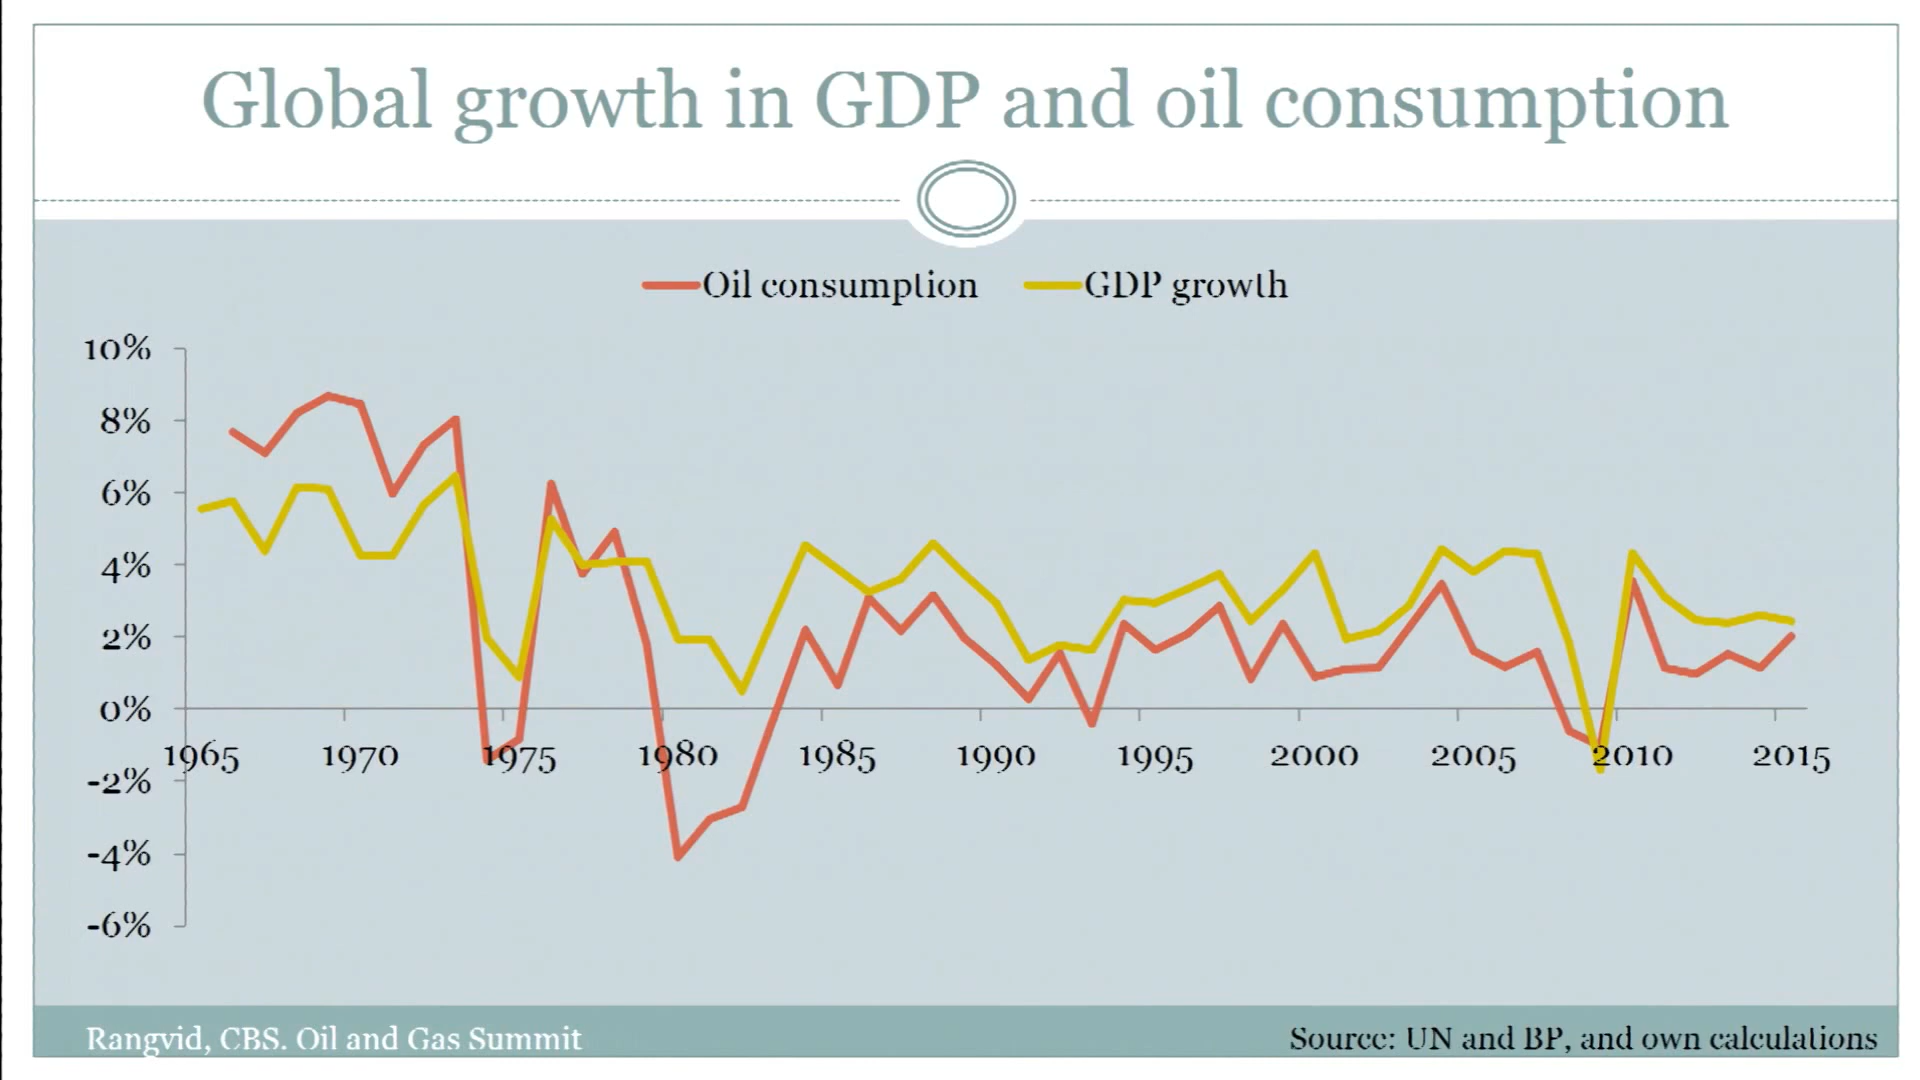 Global growth in GDP and oil consumption
Oil consumption GDP growth
10%
8%
6%
4%
2%
0%
1965 1970 1975 1980 1985 1990 1995 2000 2005 2010 2015
-2%
-4%
-6%
Rangvid, CBS. Oil and Gas Summit
Source: UN and BP, and own calculations